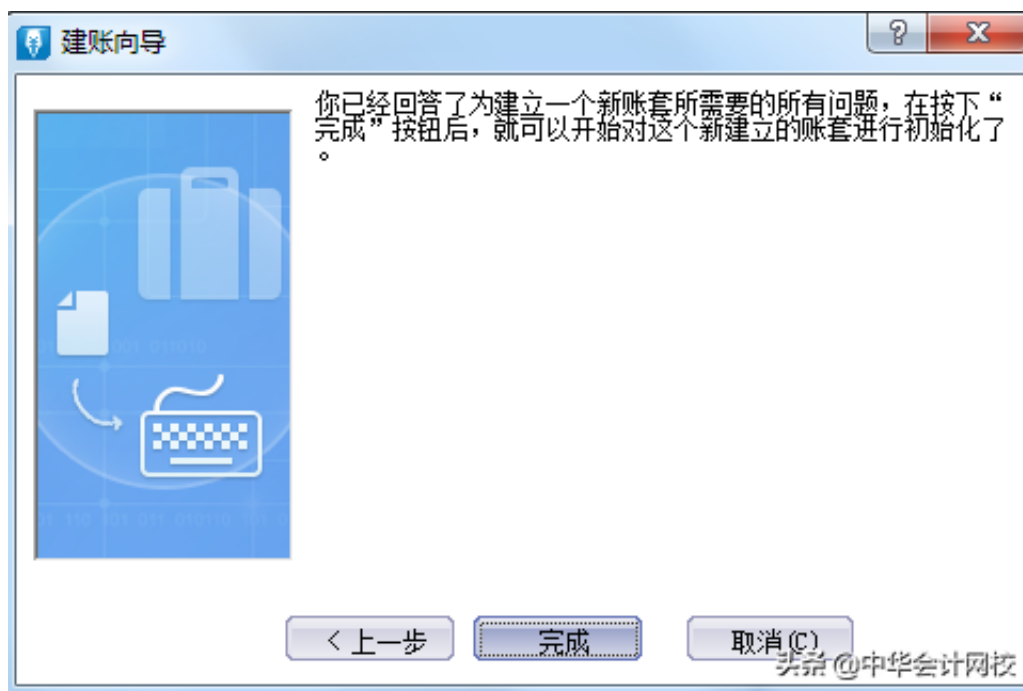 建账向导
你已经回答了为建立一个新账套所需要的所有问题，在按下“
完成”按钮后，就可以开始对这个新建立的账套进行初始化了
。
001 011010
< 上一步
完成
取消(C)
头条 @中华会计网校